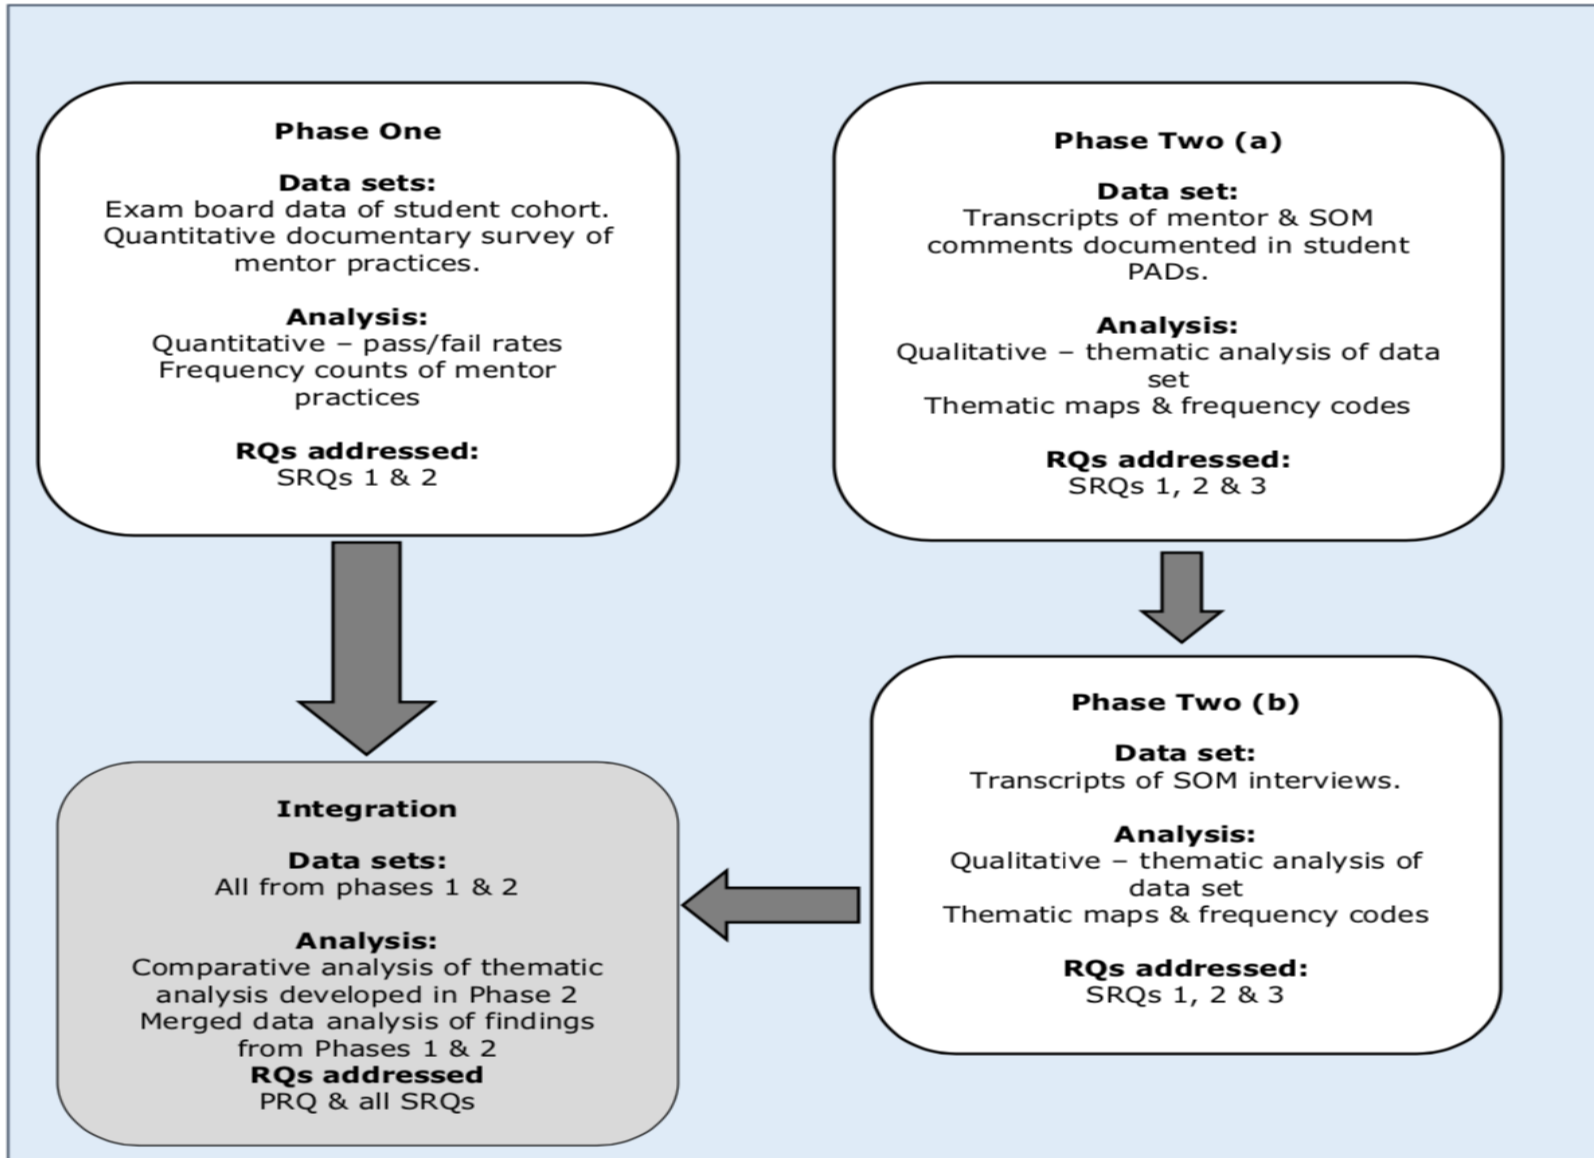 Phase One
Data sets:
Exam board data of student cohort.
Quantitative documentary survey of
mentor practices.
Analysis:
Quantitative – pass/fail rates
Frequency counts of mentor
practices
RQs addressed:
SRQs 1 & 2
Phase Two (a)
Data set:
Transcripts of mentor & SOM
comments documented in student
PADs.
Analysis:
Qualitative – thematic analysis of data
set
Thematic maps & frequency codes
RQs addressed:
SRQs 1, 2 & 3
Phase Two (b)
Data set:
Transcripts of SOM interviews.
Analysis:
Qualitative – thematic analysis of
data set
Thematic maps & frequency codes
RQs addressed:
SRQs 1, 2 & 3
Integration
Data sets:
All from phases 1 & 2
Analysis:
Comparative analysis of thematic
analysis developed in Phase 2
Merged data analysis of findings
from Phases 1 & 2
RQs addressed
PRQ & all SRQs